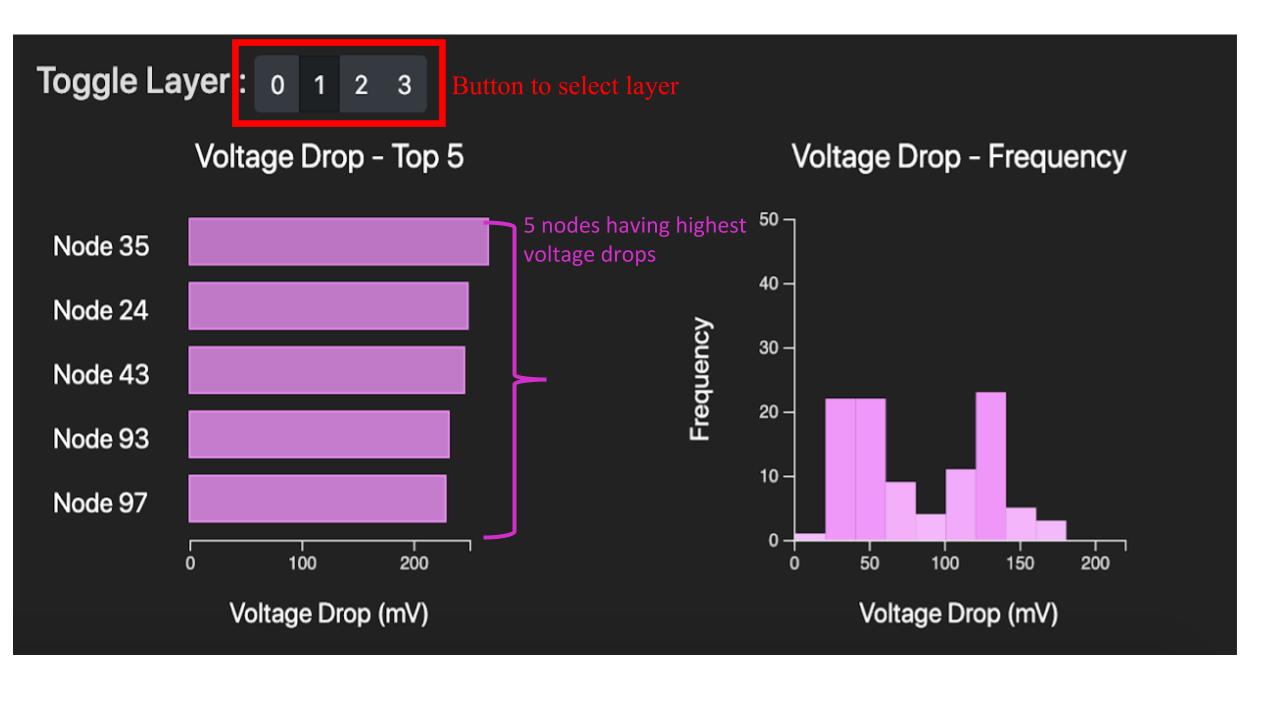 Toggle Layer : 0 1 2 3 Button to select layer
Voltage Drop - Top 5
Node 35
Node 24
Node 43
Node 93
Node 97
0 100 200
Voltage Drop (mV)
5 nodes having highest
voltage drops
Voltage Drop - Frequency
Frequency
50
40
30
20
10
0
0 50 100 150 200
Voltage Drop (mV)